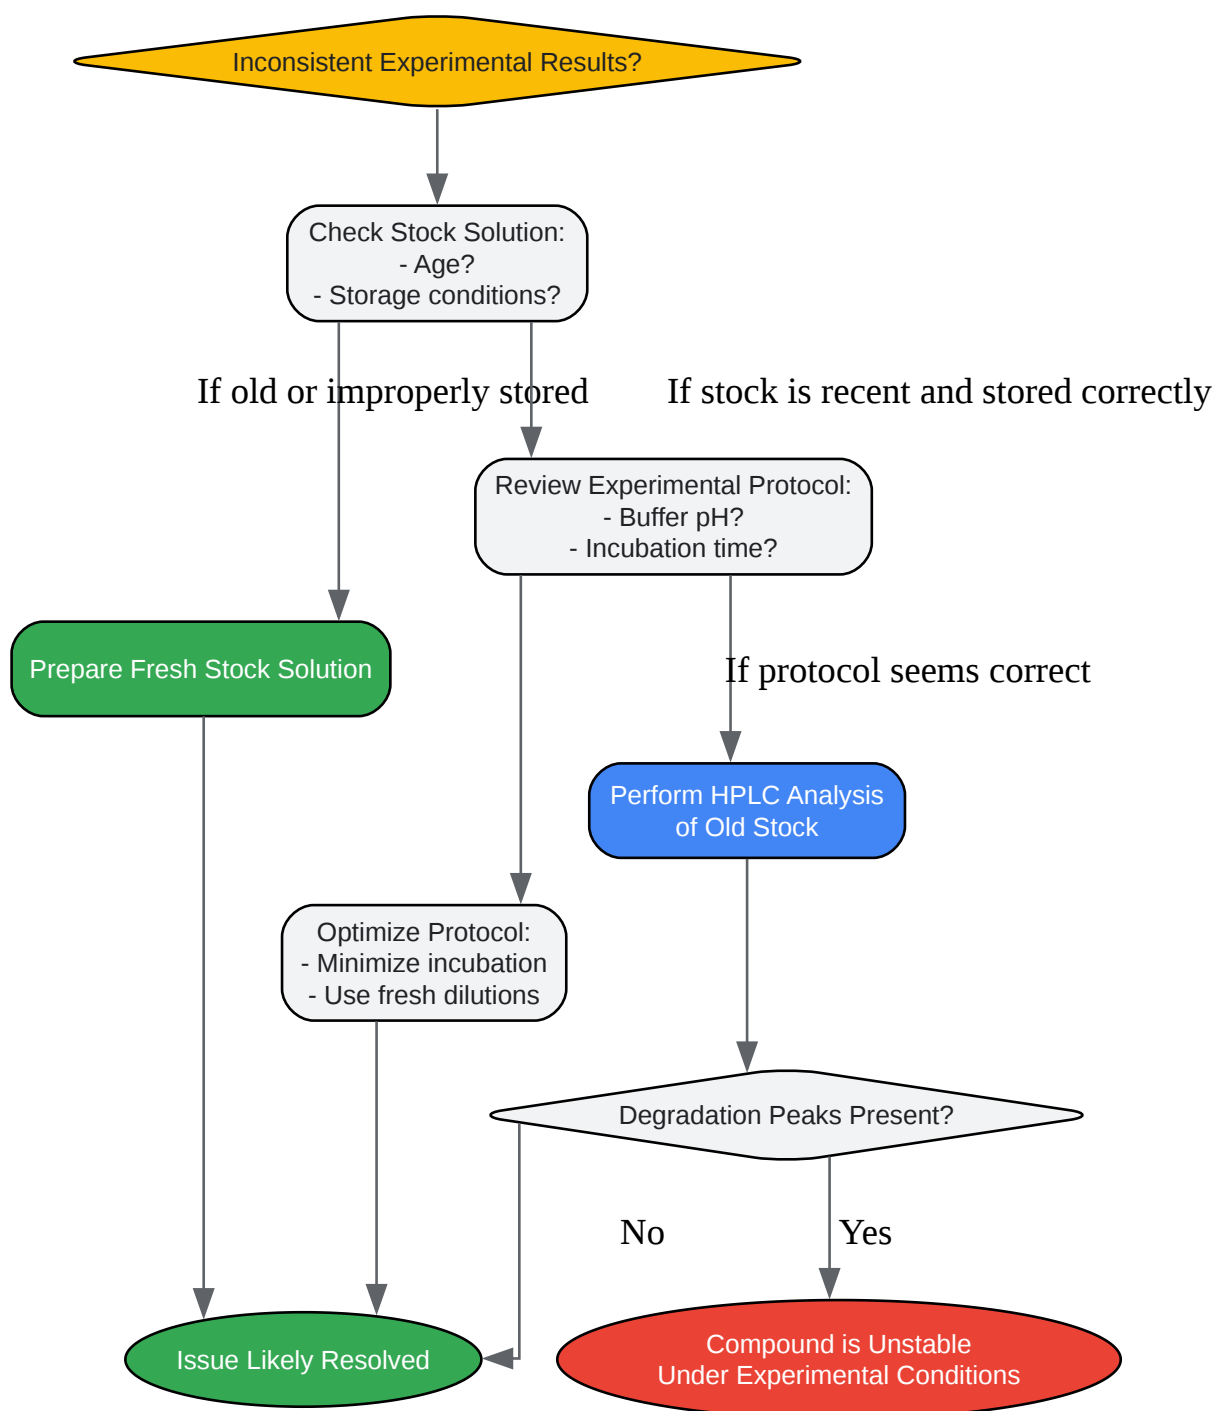 Inconsistent Experimental Results?
Check Stock Solution:
- Age?
- Storage conditions?
If old or improperly stored
If stock is recent and stored correctly
Review Experimental Protocol:
- Buffer pH?
- Incubation time?
Prepare Fresh Stock Solution
If protocol seems correct
Perform HPLC Analysis
of Old Stock
Optimize Protocol:
- Minimize incubation
- Use fresh dilutions
Degradation Peaks Present?
No
Yes
Issue Likely Resolved
Compound is Unstable
Under Experimental Conditions